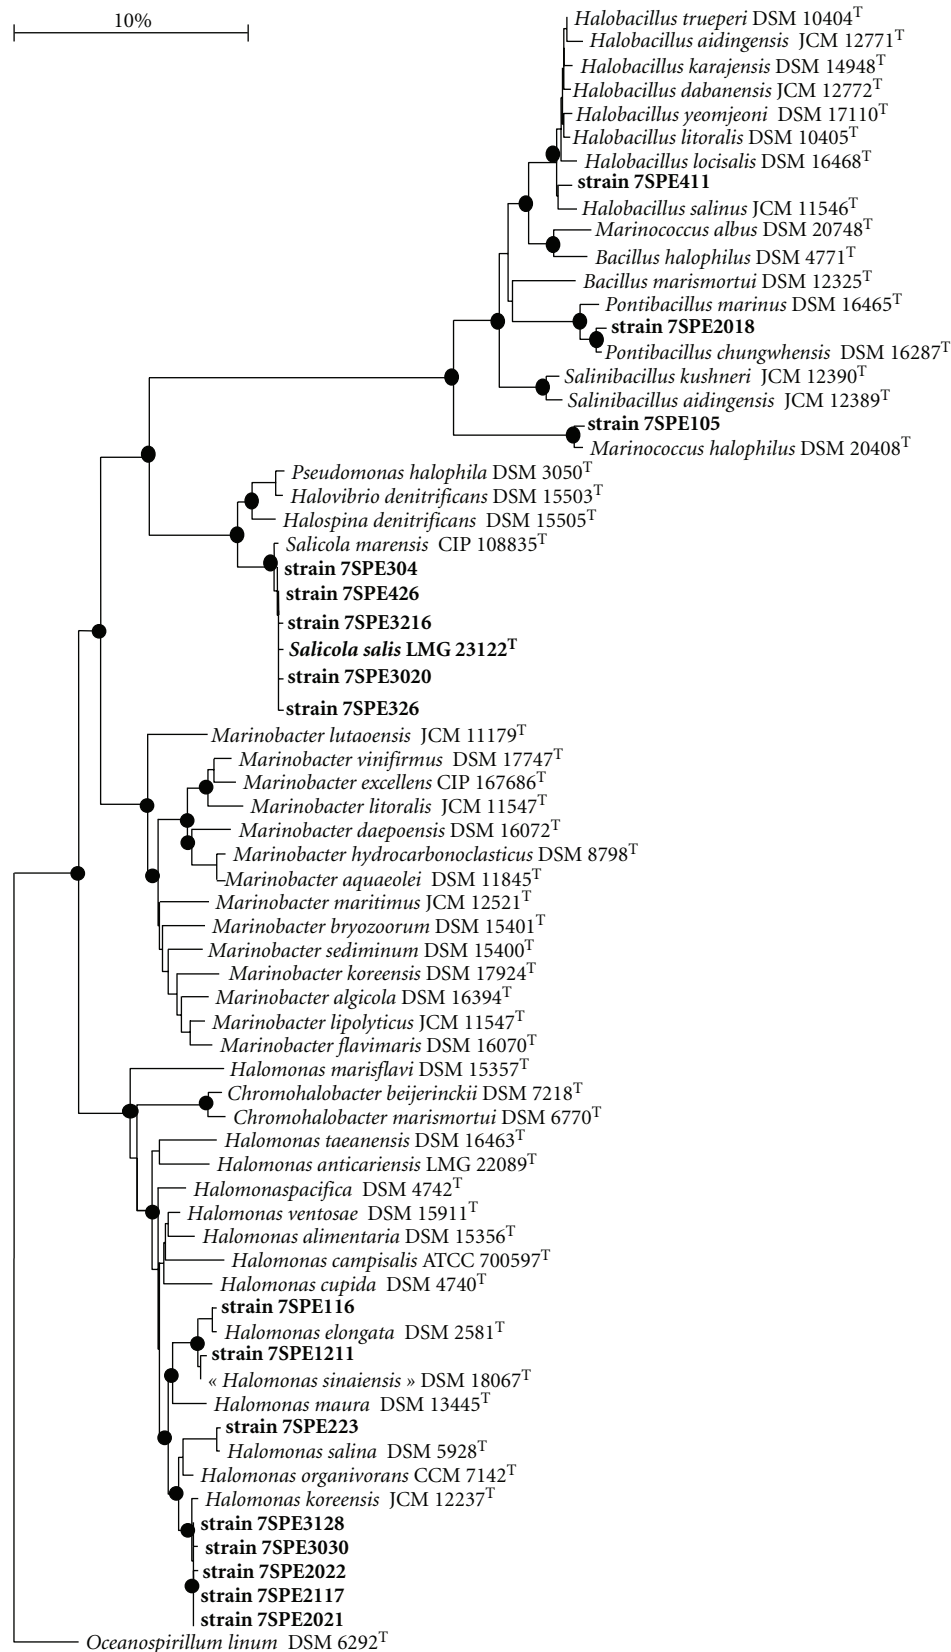 10%
Halobacillus trueperi DSM 10404T
Halobacillus aidingensis JCM 12771T
Halobacillus karajensis DSM 14948T
Halobacillus dabanensis JCM 12772T
Halobacillus yeomjeoni DSM 17110T
Halobacillus litoralis DSM 10405T
Halobacillus locisalis DSM 16468T
strain 7SPE411
Halobacillus salinus JCM 11546T
Marinococcus albus DSM 20748T
Bacillus halophilus DSM 4771T
Bacillus marismortui DSM 12325T
Pontibacillus marinus DSM 16465T
strain 7SPE2018
Pontibacillus chungwhensis DSM 16287T
Salinibacillus kushneri JCM 12390T
Salinibacillus aidingensis JCM 12389T
strain 7SPE105
Marinococcus halophilus DSM 20408T
Pseudomonas halophila DSM 3050T
Halovibrio denitrificans DSM 15503T
Halospina denitrificans DSM 15505T
Salicola marensis CIP 108835T
strain 7SPE304
strain 7SPE426
strain 7SPE3216
Salicola salis LMG 23122T
strain 7SPE3020
strain 7SPE326
Marinobacter lutaoensis JCM 11179T
Marinobacter vinifirmus DSM 17747T
Marinobacter excellens CIP 167686T
Marinobacter litoralis JCM 11547T
Marinobacter daepoensis DSM 16072T
Marinobacter hydrocarbonoclasticus DSM 8798T
Marinobacter aquaeolei DSM 11845T
Marinobacter maritimus JCM 12521T
Marinobacter bryozoorum DSM 15401T
Marinobacter sediminum DSM 15400T
Marinobacter koreensis DSM 17924T
Marinobacter algicola DSM 16394T
Marinobacter lipolyticus JCM 11547T
Marinobacter flavimaris DSM 16070T
Halomonas marisflavi DSM 15357T
Chromohalobacter beijerinckii DSM 7218T
Chromohalobacter marismortui DSM 6770T
Halomonas taeanensis DSM 16463T
Halomonas anticariensis LMG 22089T
Halomonaspacifica DSM 4742T
Halomonas ventosae DSM 15911T
Halomonas alimentaria DSM 15356T
Halomonas campisalis ATCC 700597T
Halomonas cupida DSM 4740T
strain 7SPE116
Halomonas elongata DSM 2581T
strain 7SPE1211
« Halomonas sinaiensis » DSM 18067T
Halomonas maura DSM 13445T
strain 7SPE223
Halomonas salina DSM 5928T
Halomonas organivorans CCM 7142T
Halomonas koreensis JCM 12237T
strain 7SPE3128
strain 7SPE3030
strain 7SPE2022
strain 7SPE2117
strain 7SPE2021
Oceanospirillum linum DSM 6292T